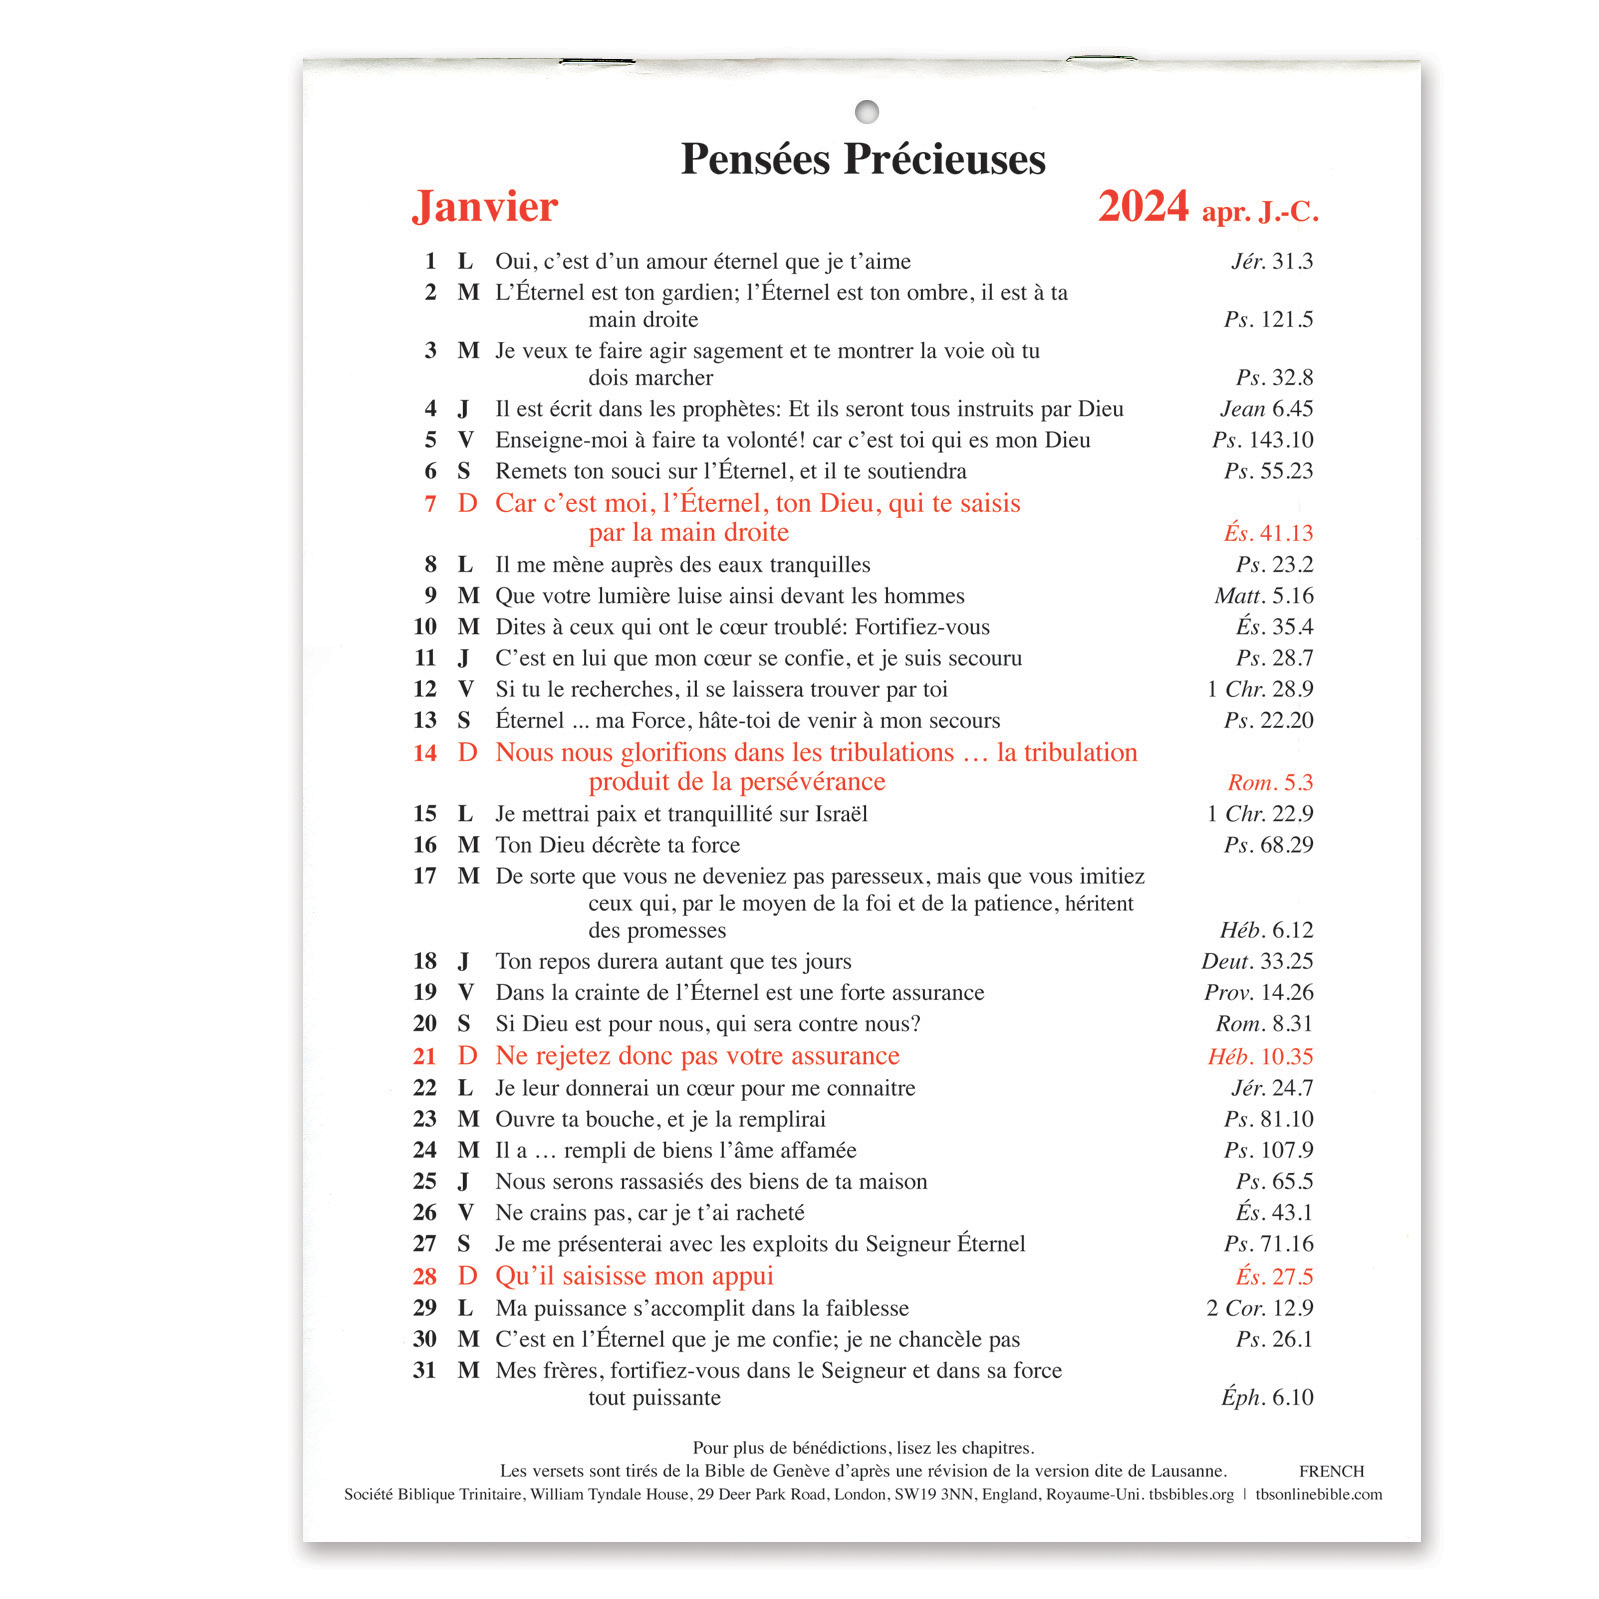 Pensées Précieuses
Janvier 2024 apr. J.-C.
1 L Oui, c’est d’un amour éternel que je t’aime Jér. 31.3
2 M L’Éternel est ton gardien; l’Éternel est ton ombre, il est à ta
main droite Ps. 121.5
3 M Je veux te faire agir sagement et te montrer la voie où tu
dois marcher Ps. 32.8
4 J Il est écrit dans les prophètes: Et ils seront tous instruits par Dieu Jean 6.45
5 V Enseigne-moi à faire ta volonté! car c’est toi qui es mon Dieu Ps. 143.10
6 S Remets ton souci sur l’Éternel, et il te soutiendra Ps. 55.23
7 D Car c’est moi, l’Éternel, ton Dieu, qui te saisis
par la main droite És. 41.13
8 L Il me mène auprès des eaux tranquilles Ps. 23.2
9 M Que votre lumière luise ainsi devant les hommes Matt. 5.16
10 M Dites à ceux qui ont le cœur troublé: Fortifiez-vous És. 35.4
11 J C’est en lui que mon cœur se confie, et je suis secouru Ps. 28.7
12 V Si tu le recherches, il se laissera trouver par toi 1 Chr. 28.9
13 S Éternel ... ma Force, hâte-toi de venir à mon secours Ps. 22.20
14 D Nous nous glorifions dans les tribulations … la tribulation
produit de la persévérance Rom. 5.3
15 L Je mettrai paix et tranquillité sur Israël 1 Chr. 22.9
16 M Ton Dieu décrète ta force Ps. 68.29
17 M De sorte que vous ne deveniez pas paresseux, mais que vous imitiez
ceux qui, par le moyen de la foi et de la patience, héritent
des promesses Héb. 6.12
18 J Ton repos durera autant que tes jours Deut. 33.25
19 V Dans la crainte de l’Éternel est une forte assurance Prov. 14.26
20 S Si Dieu est pour nous, qui sera contre nous? Rom. 8.31
21 D Ne rejetez donc pas votre assurance Héb. 10.35
22 L Je leur donnerai un cœur pour me connaitre Jér. 24.7
23 M Ouvre ta bouche, et je la remplirai Ps. 81.10
24 M Il a … rempli de biens l’âme affamée Ps. 107.9
25 J Nous serons rassasiés des biens de ta maison Ps. 65.5
26 V Ne crains pas, car je t’ai racheté És. 43.1
27 S Je me présenterai avec les exploits du Seigneur Éternel Ps. 71.16
28 D Qu’il saisisse mon appui És. 27.5
29 L Ma puissance s’accomplit dans la faiblesse 2 Cor. 12.9
30 M C’est en l’Éternel que je me confie; je ne chancèle pas Ps. 26.1
31 M Mes frères, fortifiez-vous dans le Seigneur et dans sa force
tout puissante Éph. 6.10
Pour plus de bénédictions, lisez les chapitres.
Les versets sont tirés de la Bible de Genève d’après une révision de la version dite de Lausanne. FRENCH
Société Biblique Trinitaire, William Tyndale House, 29 Deer Park Road, London, SW19 3NN, England, Royaume-Uni. tbsbibles.org | tbsonlinebible.com